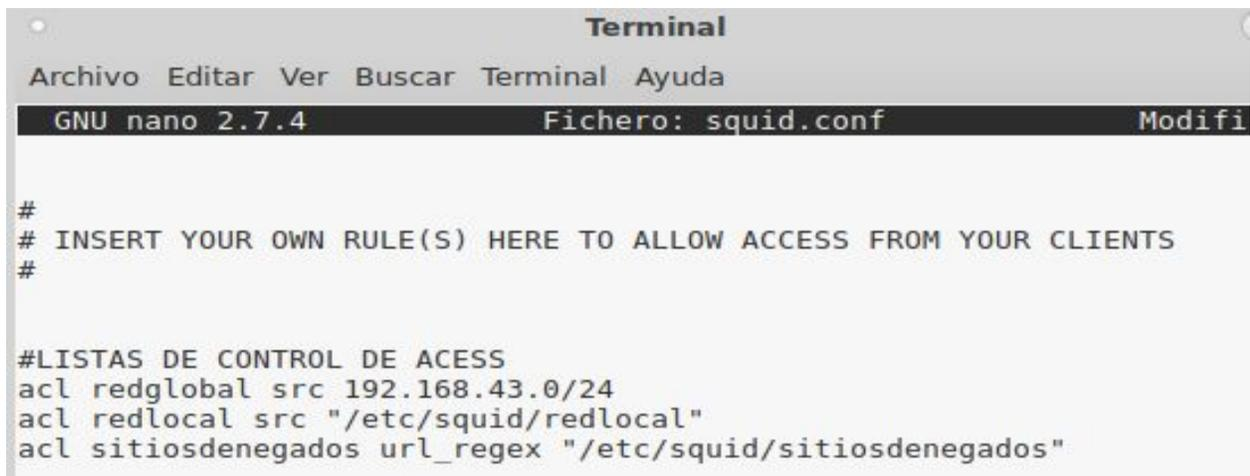 Terminal
Archivo Editar Ver Buscar Terminal Ayuda
GNU nano 2.7.4 Fichero: squid.conf Modifi
#
# INSERT YOUR OWN RULE(S) HERE TO ALLOW ACCESS FROM YOUR CLIENTS
#
#LISTAS DE CONTROL DE ACESS
acl redglobal src 192.168.43.0/24
acl redlocal src "/etc/squid/redlocal"
acl sitiosdenegados url_regex "/etc/squid/sitiosdenegados"